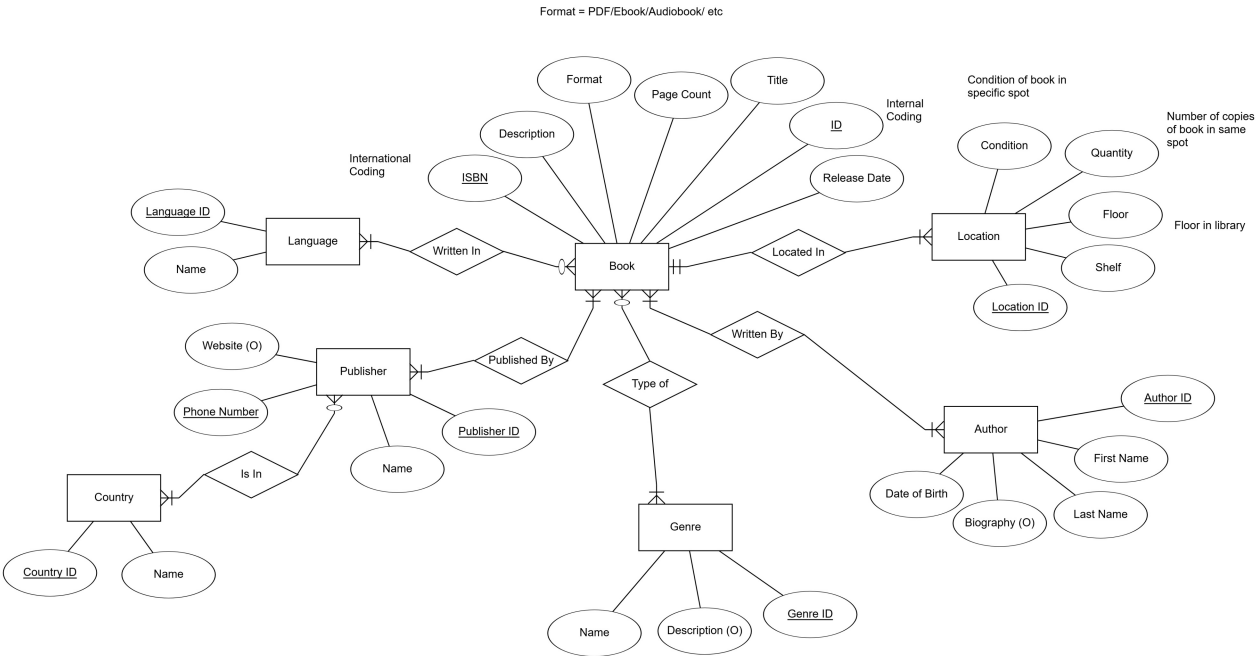 Format = PDF/Ebook/Audiobook/ etc
Format
Page Count
Title
Description
ID
Internal
Coding
International
Coding
ISBN
Release Date
Condition of book in
specific spot
Number of copies
of book in same
spot
Condition
Quantity
Floor
Floor in library
Shelf
Location
Location ID
Language ID
Language
Name
Written In
Book
Located In
Website (O)
Publisher
Published By
Written By
Phone Number
Publisher ID
Name
Type of
Is In
Country
Country ID
Name
Author ID
Author
First Name
Date of Birth
Biography (O)
Last Name
Genre
Name
Description (O)
Genre ID